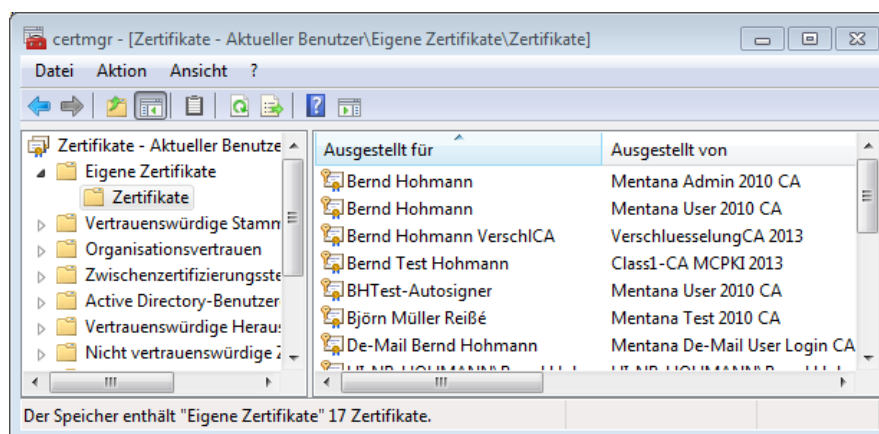 certmgr - [Zertifikate - Aktueller Benutzer\Eigene Zertifikate\Zertifikate]
Datei Aktion Ansicht ?
Zertifikate - Aktueller Benutze
Eigene Zertifikate
Zertifikate
Vertrauenswürdige Stamm
Organisationsvertrauen
Zwischenzertifizierungsste
Active Directory-Benutzer
Vertrauenswürdige Heraus
Nicht vertrauenswürdige
Ausgestellt für Ausgestellt von
Bernd Hohmann Mentana Admin 2010 CA
Bernd Hohmann Mentana User 2010 CA
Bernd Hohmann VerschlCA VerschluesselungCA 2013
Bernd Test Hohmann Class1-CA MCPKI 2013
BHTest-Autosigner Mentana User 2010 CA
Björn Müller Reißé Mentana Test 2010 CA
De-Mail Bernd Hohmann Mentana De-Mail User Login CA
Der Speicher enthält "Eigene Zertifikate" 17 Zertifikate.